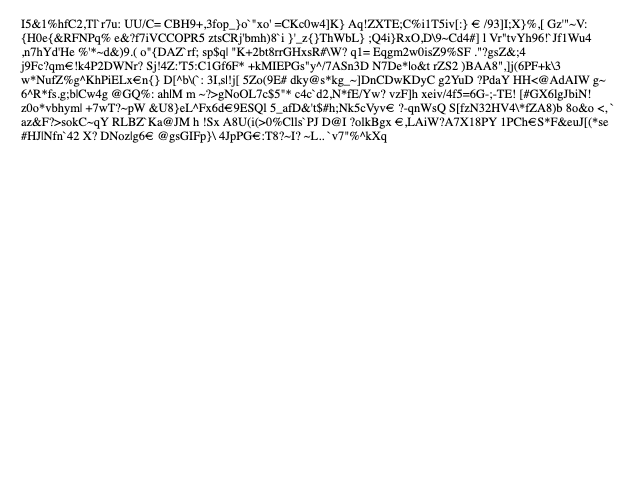 I5&1%hfC2,Tl`r7u: UU/C= CBH9+,3fop_}o`"xo' =CKc0w4]K} Aq!ZXTE;C%i1T5iv[:} € /93]I;X}%,[ Gz'"~V:
{H0e{&RFNPq% e&?f7iVCCOPR5 ztsCRj'bmh)8`i }'_z{}ThWbL} ;Q4i}RxO,D\9~Cd4#] l Vr"tvYh96!`Jf1Wu4
,n7hYd'He %'*~d&)9.( o"{DAZ`rf; sp$q| "K+2bt8rrGHxsR#\W? q1= Eqgm2w0isZ9%SF ."?gsZ&;4
j9Fc?qm€!k4P2DWNr? Sj!4Z:'T5:C1Gf6F* +kMIEPGs"y^/7ASn3D N7De*|o&t rZS2 )BAA8",]j(6PF+k\3
w*NufZ%g^KhPiELx€n{} D[^b\(`: 3I,sl!j[ 5Zo(9E# dky@s*kg_~]DnCDwKDyC g2YuD ?PdaY HH<@AdAIW g~
6^R*fs.g;b|Cw4g @GQ%: ah|M m ~?>gNoOL7c$5"* c4c`d2,N*fE/Yw? vzF]h xeiv/4f5=6G-;-TE! [#GX6lgJbiN!
z0o*vbhym| +7wT?~pW &U8}eL^Fx6d€9ESQl 5_afD&'t$#h;Nk5cVyv€ ?-qnWsQ S[fzN32HV4\*fZA8)b 8o&o <,`
az&F?>sokC~qY RLBZ`Ka@JM h !Sx A8U(i(>0%Clls`PJ D@I ?olkBgx €,LAiW?A7X18PY 1PCh€S*F&euJ[(*se
#HJ|Nfn`42 X? DNoz|g6€ @gsGIFp}\ 4JpPG€:T8?~I? ~L..`v7"%^kXq